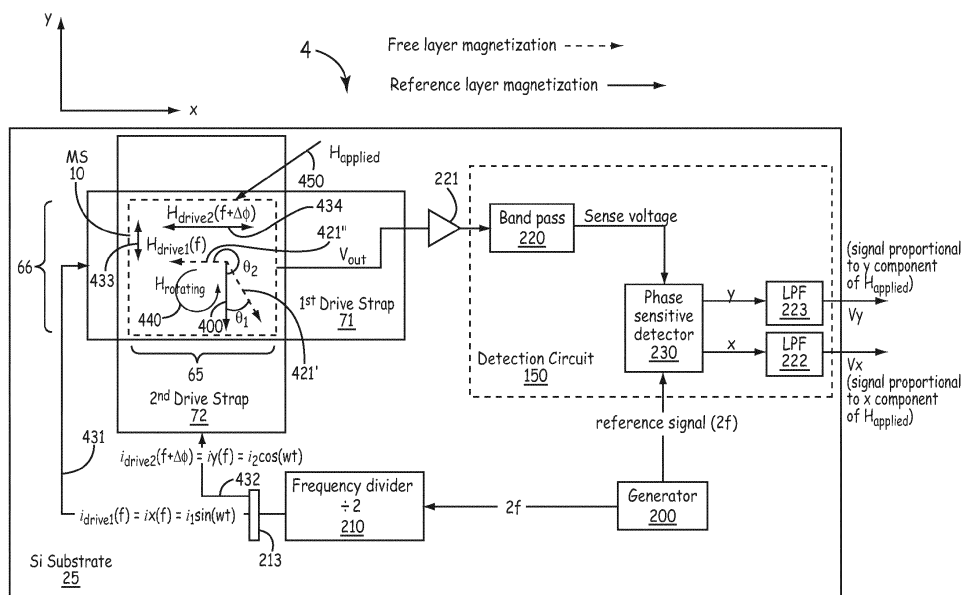 y
x
4
Free layer magnetization
Reference layer magnetization
MS
10
H_applied
450
H_drive2(f+Δϕ)
434
H_drive1(f)
433
421"
θ2
H_rotating
440
400
θ1
421'
66
65
V_out
1st Drive Strap
71
2nd Drive Strap
72
221
Band pass
220
Sense voltage
Phase
sensitive
detector
230
y
x
LPF
223
LPF
222
(signal proportional
to y component
of H_applied)
Vy
Vx
(signal proportional
to x component
of H_applied)
Detection Circuit
150
reference signal (2f)
431
i_drive2(f+Δϕ) = iy(f) = i2cos(wt)
432
i_drive1(f) = ix(f) = i1sin(wt)
213
Frequency divider
÷2
210
2f
Generator
200
Si Substrate
25